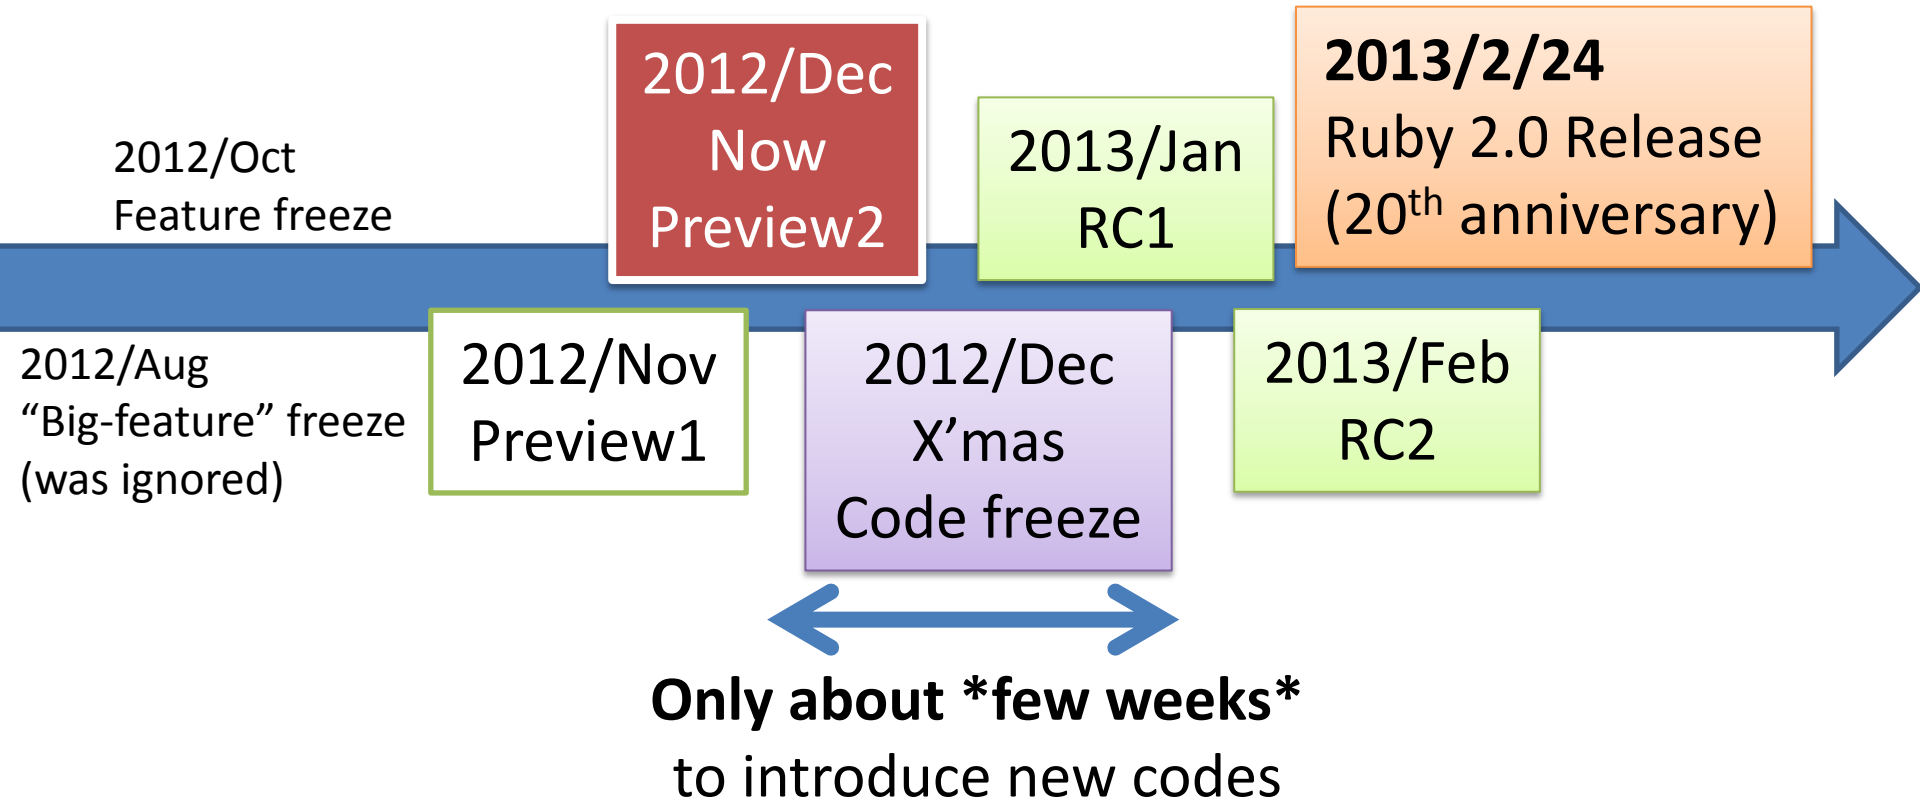 2012/Oct
Feature freeze
2012/Aug
“Big-feature” freeze
(was ignored)
2012/Nov
Preview1
2012/Dec
Now
Preview2
2012/Dec
X’mas
Code freeze
2013/Jan
RC1
2013/Feb
RC2
2013/2/24
Ruby 2.0 Release
(20th anniversary)
Only about *few weeks*
to introduce new codes